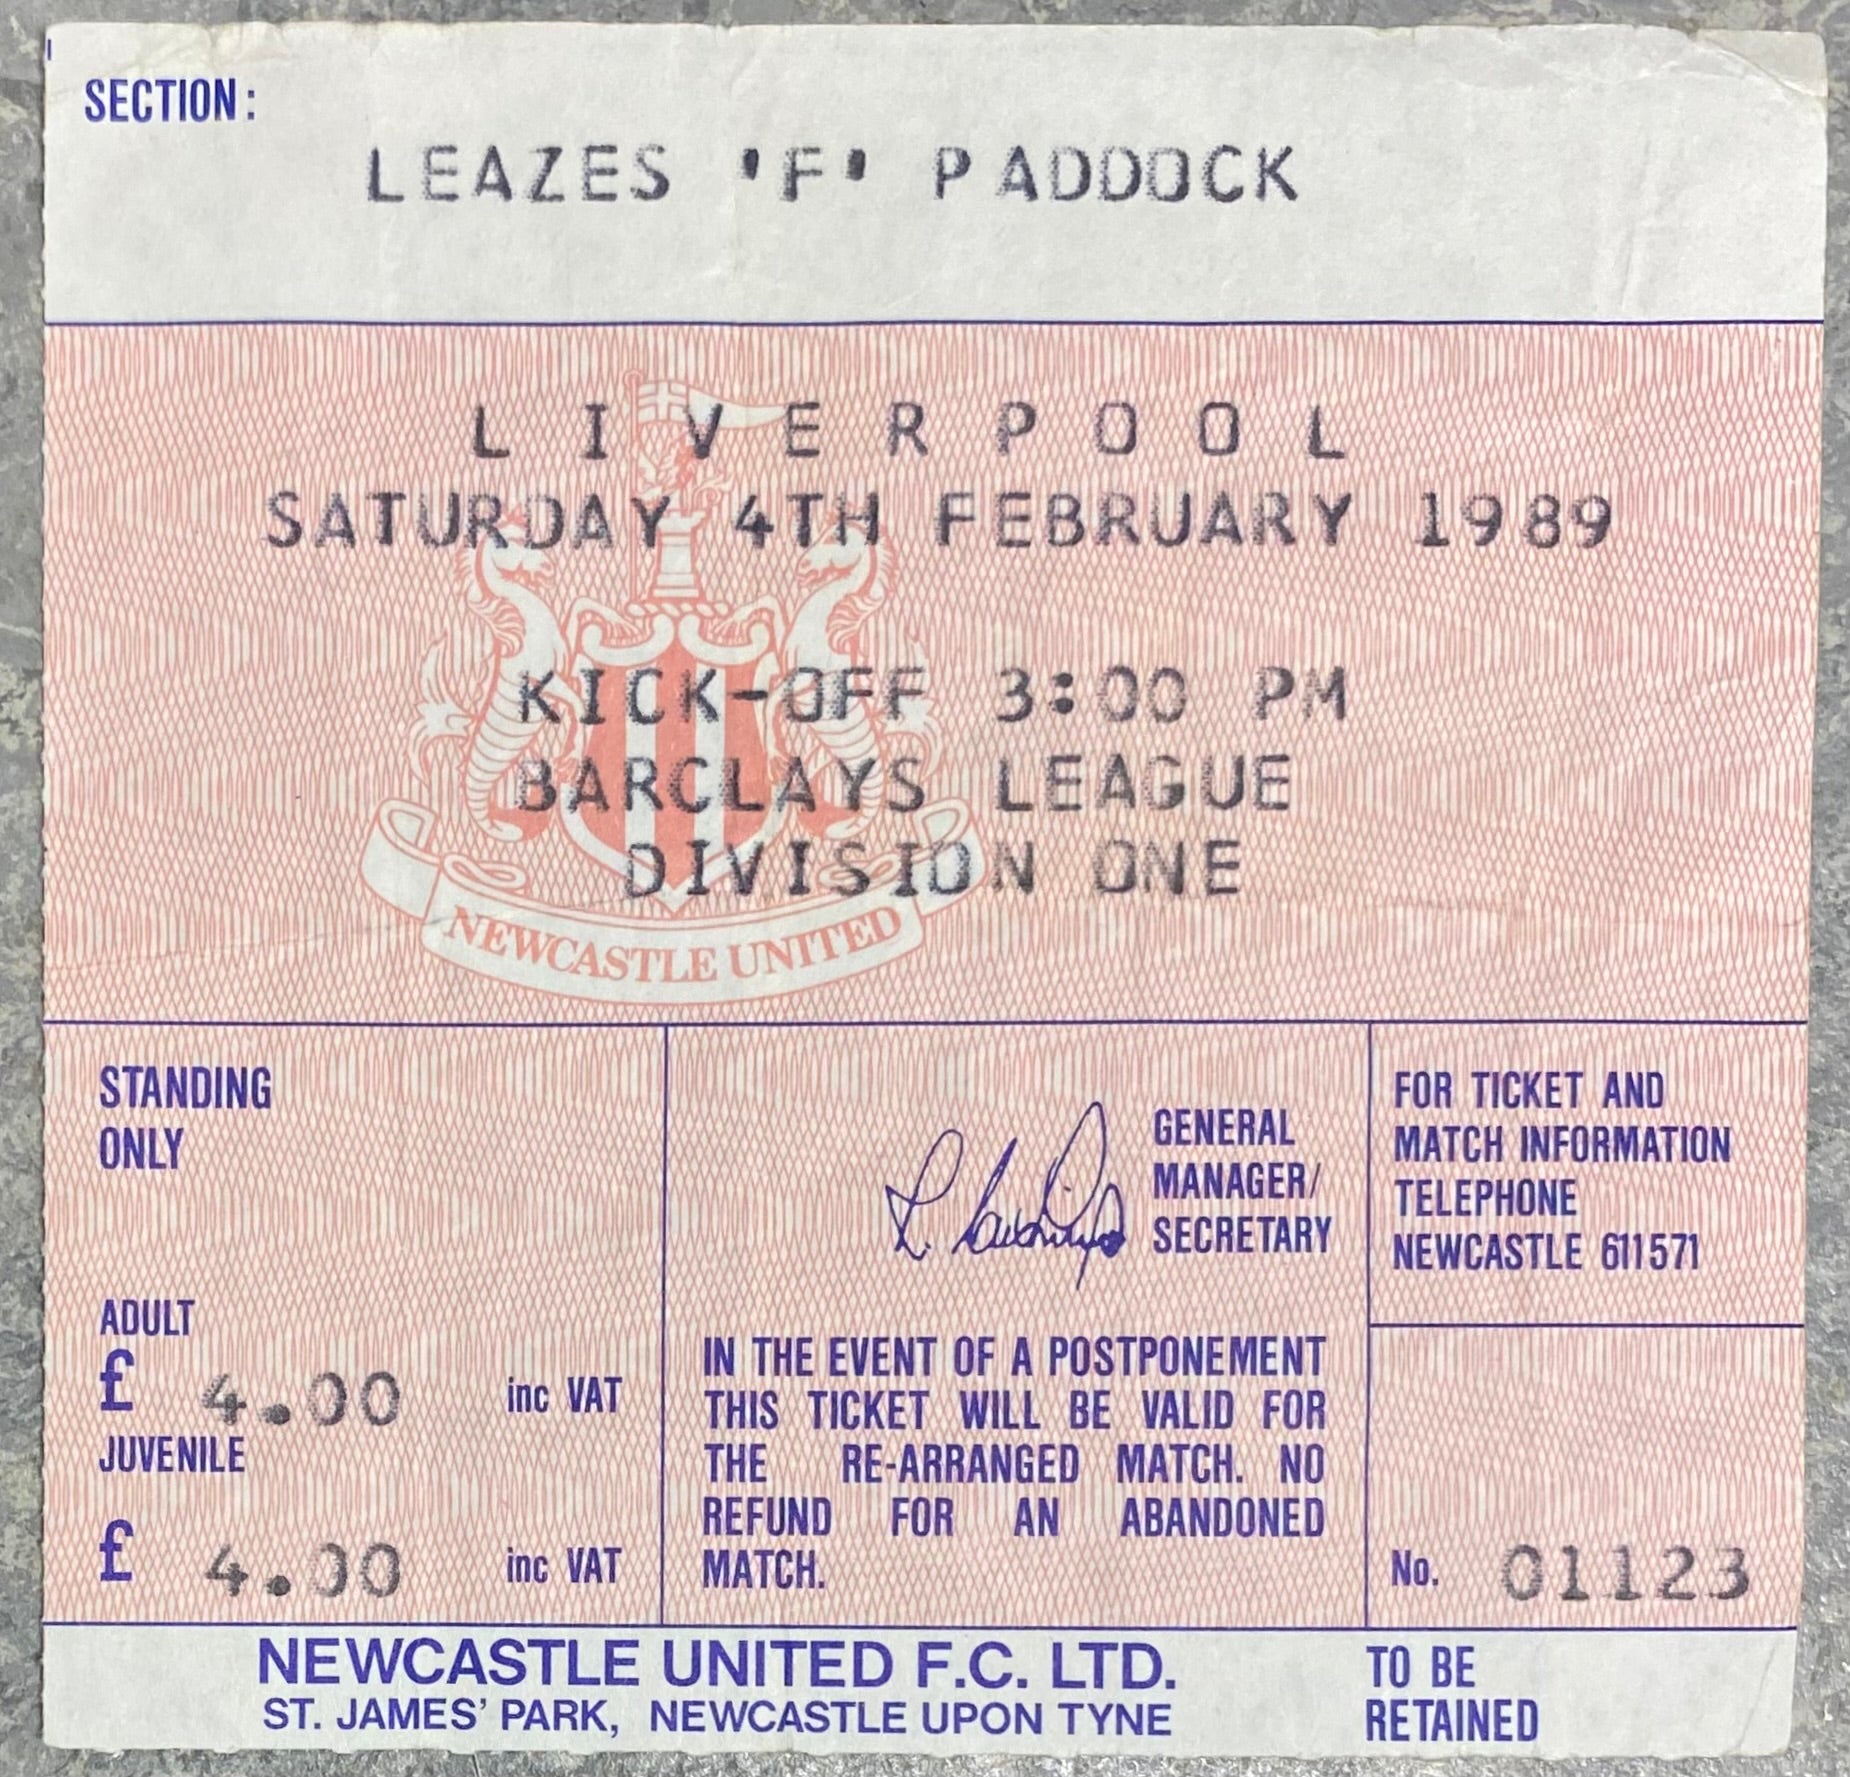 SECTION:
LEAZES 'F' PADDOCK
LIVERPOOL
SATURDAY 4TH FEBRUARY 1989
KICK-OFF 3:00 PM
BARCLAYS LEAGUE
DIVISION ONE
NEWCASTLE UNITED
STANDING
ONLY
ADULT
£ 4.00 inc VAT
JUVENILE
£ 4.00 inc VAT
GENERAL
MANAGER/
SECRETARY
IN THE EVENT OF A POSTPONEMENT
THIS TICKET WILL BE VALID FOR
THE RE-ARRANGED MATCH. NO
REFUND FOR AN ABANDONED
MATCH.
FOR TICKET AND
MATCH INFORMATION
TELEPHONE
NEWCASTLE 611571
No. 01123
NEWCASTLE UNITED F.C. LTD.
ST. JAMES' PARK, NEWCASTLE UPON TYNE
TO BE
RETAINED